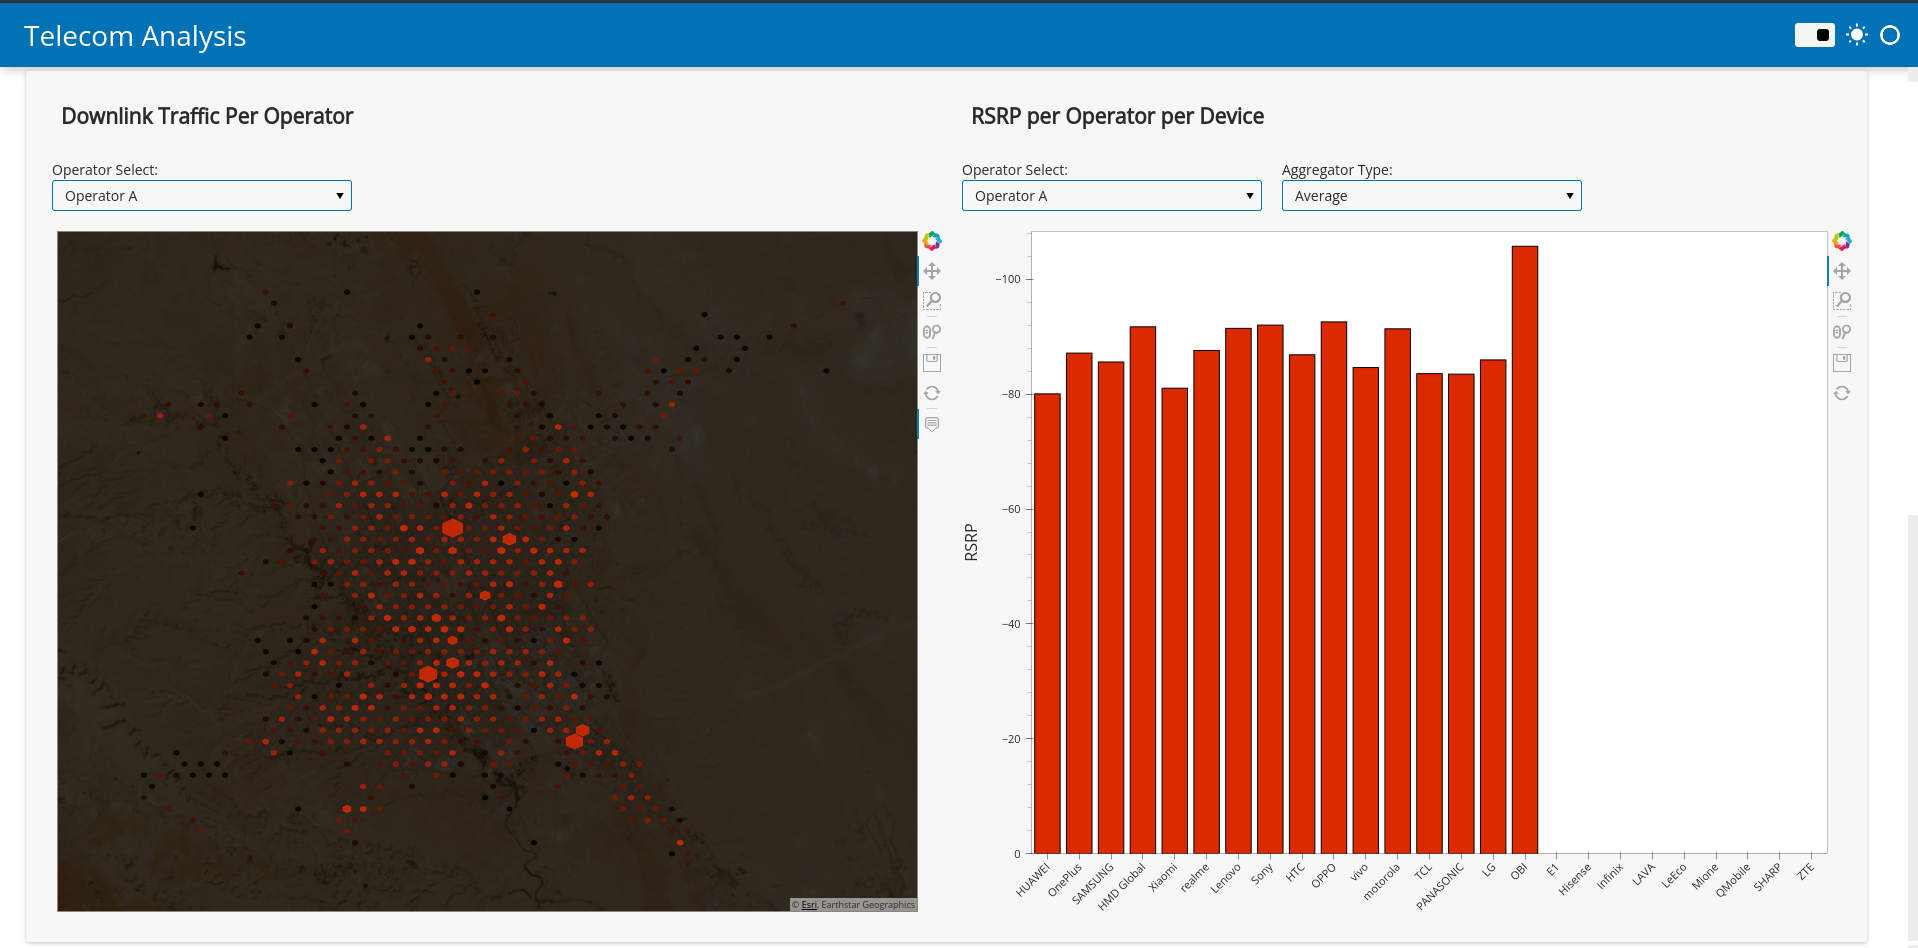 Telecom Analysis
Downlink Traffic Per Operator
Operator Select:
Operator A
© Esri, Earthstar Geographics
RSRP per Operator per Device
Operator Select:
Aggregator Type:
Operator A
Average
RSRP
−100
−80
−60
−40
−20
0
HUAWEI
OnePlus
SAMSUNG
HMD Global
Xiaomi
realme
Lenovo
Sony
HTC
OPPO
vivo
motorola
TCL
PANASONIC
LG
OBI
E1
Hisense
Infinix
LAVA
LeEco
Mione
QMobile
SHARP
ZTE